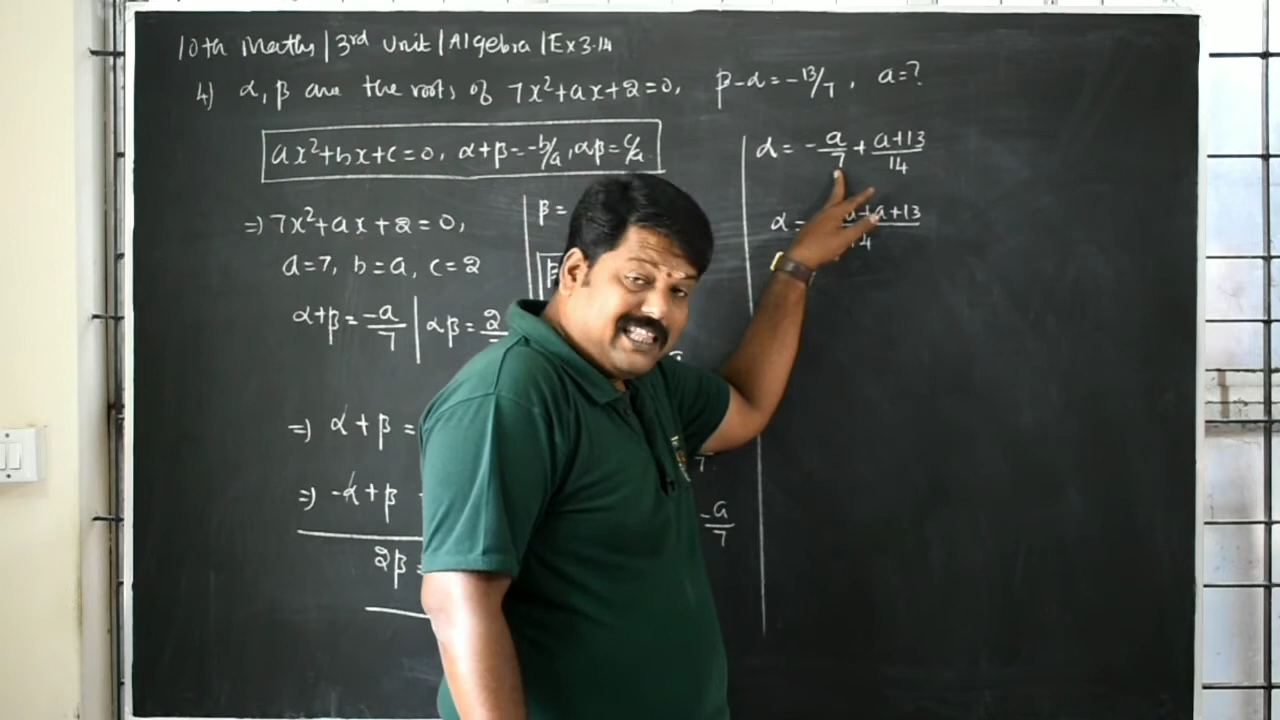 10th Maths | 3rd Unit | Algebra | Ex 3.14
4) α, β are the roots of 7x²+ax+2=0, β-α=-13/7, a=?
ax²+bx+c=0, α+β=-b/a, αβ=c/a
=) 7x²+ax+2=0,
a=7, b=a, c=2
α+β=-a/7 | αβ=2
=) α+β=
=) -α+β
2β=
β=
-a/7
α=-a/7+a+13/14
α= a+a+13